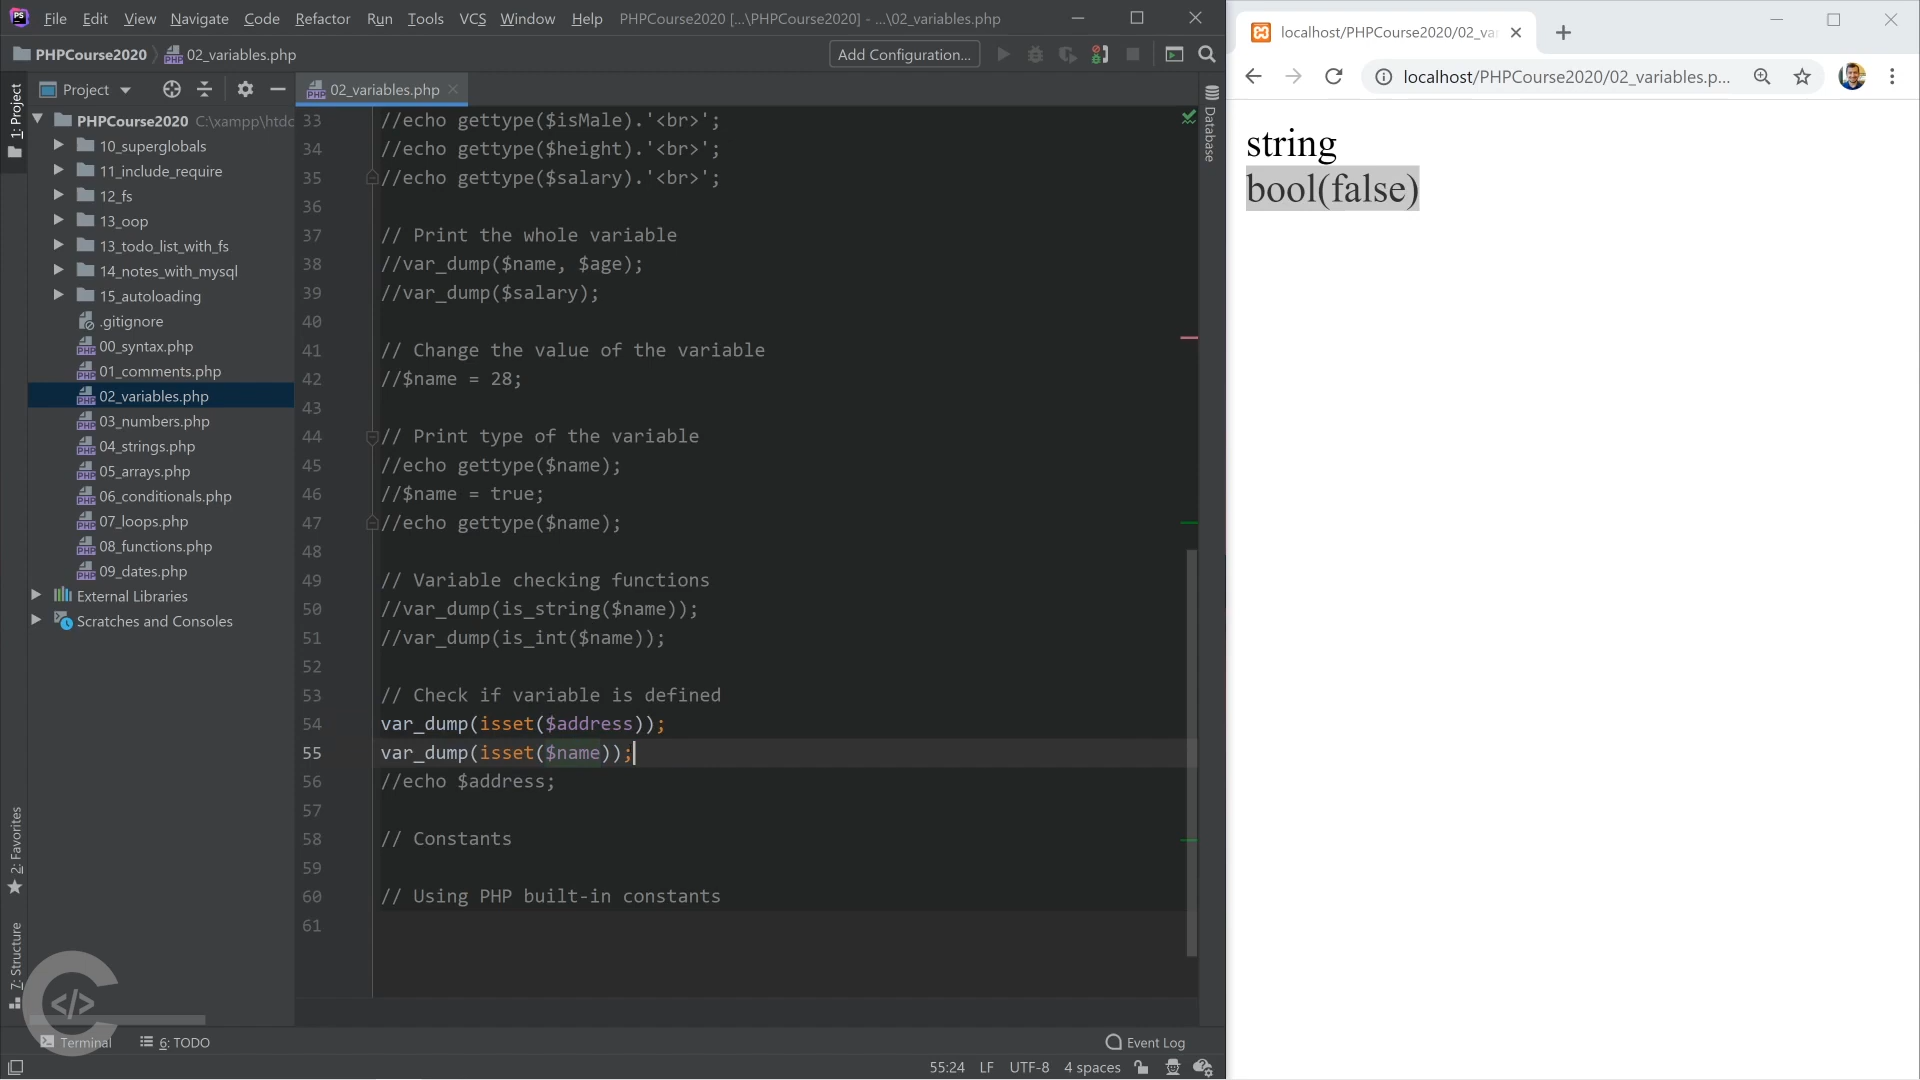 File Edit View Navigate Code Refactor Run Tools VCS Window Help PHPCourse2020 [...\PHPCourse2020] - ...\02_variables.php
PHPCourse2020 02_variables.php Add Configuration...
Project
1: Project
02_variables.php
PHPCourse2020 C:\xampp\htdc
10_superglobals
11_include_require
12_fs
13_oop
13_todo_list_with_fs
14_notes_with_mysql
15_autoloading
.gitignore
00_syntax.php
01_comments.php
02_variables.php
03_numbers.php
04_strings.php
05_arrays.php
06_conditionals.php
07_loops.php
08_functions.php
09_dates.php
External Libraries
Scratches and Consoles
2: Favorites
7: Structure
33 //echo gettype($isMale).'<br>';
34 //echo gettype($height).'<br>';
35 //echo gettype($salary).'<br>';
36
37 // Print the whole variable
38 //var_dump($name, $age);
39 //var_dump($salary);
40
41 // Change the value of the variable
42 //$name = 28;
43
44 // Print type of the variable
45 //echo gettype($name);
46 //$name = true;
47 //echo gettype($name);
48
49 // Variable checking functions
50 //var_dump(is_string($name));
51 //var_dump(is_int($name));
52
53 // Check if variable is defined
54 var_dump(isset($address));
55 var_dump(isset($name));
56 //echo $address;
57
58 // Constants
59
60 // Using PHP built-in constants
61
Database
Terminal 6: TODO Event Log
55:24 LF UTF-8 4 spaces
localhost/PHPCourse2020/02_va
localhost/PHPCourse2020/02_variables.p...
string
bool(false)